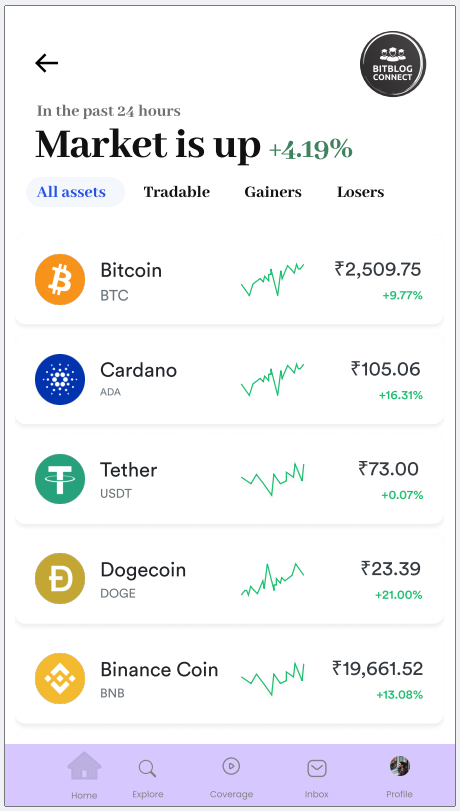 BITBLOG
CONNECT
In the past 24 hours
Market is up +4.19%
All assets Tradable Gainers Losers
Bitcoin ₹2,509.75
BTC +9.77%
Cardano ₹105.06
ADA +16.31%
Tether ₹73.00
USDT +0.07%
Dogecoin ₹23.39
DOGE +21.00%
Binance Coin ₹19,661.52
BNB +13.08%
Home Explore Coverage Inbox Profile